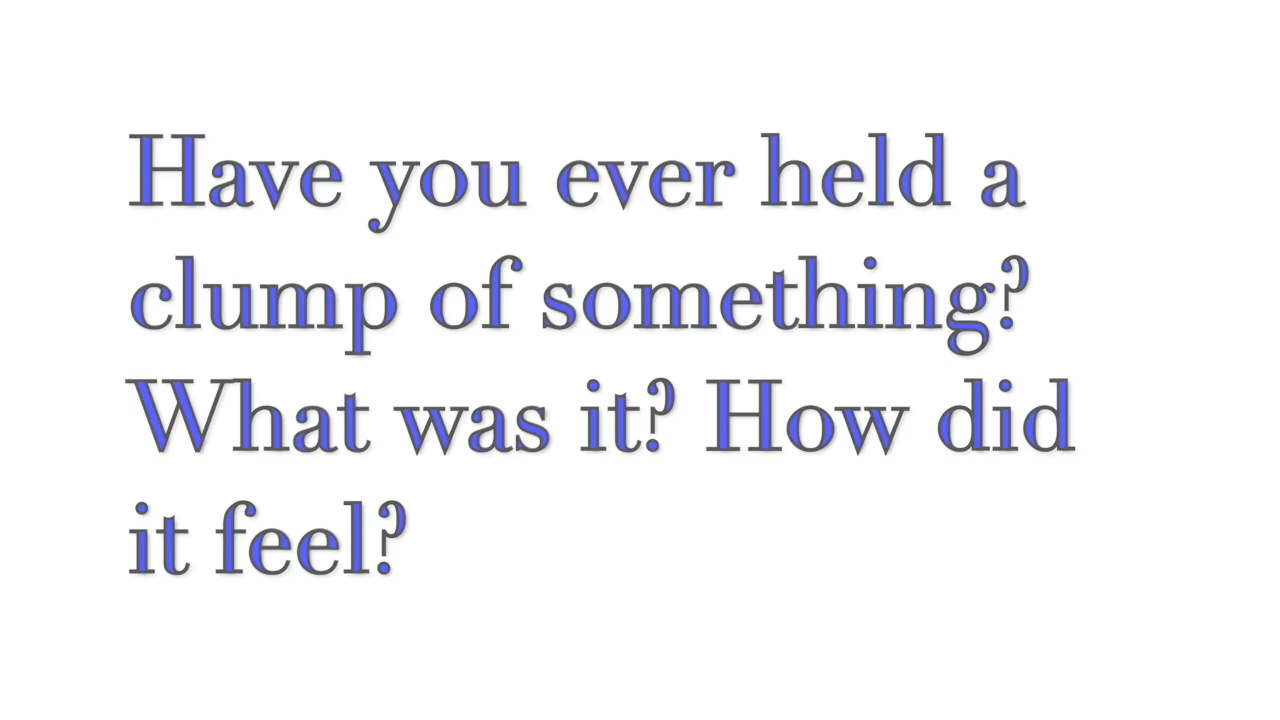 Have you ever held a
clump of something?
What was it? How did
it feel?